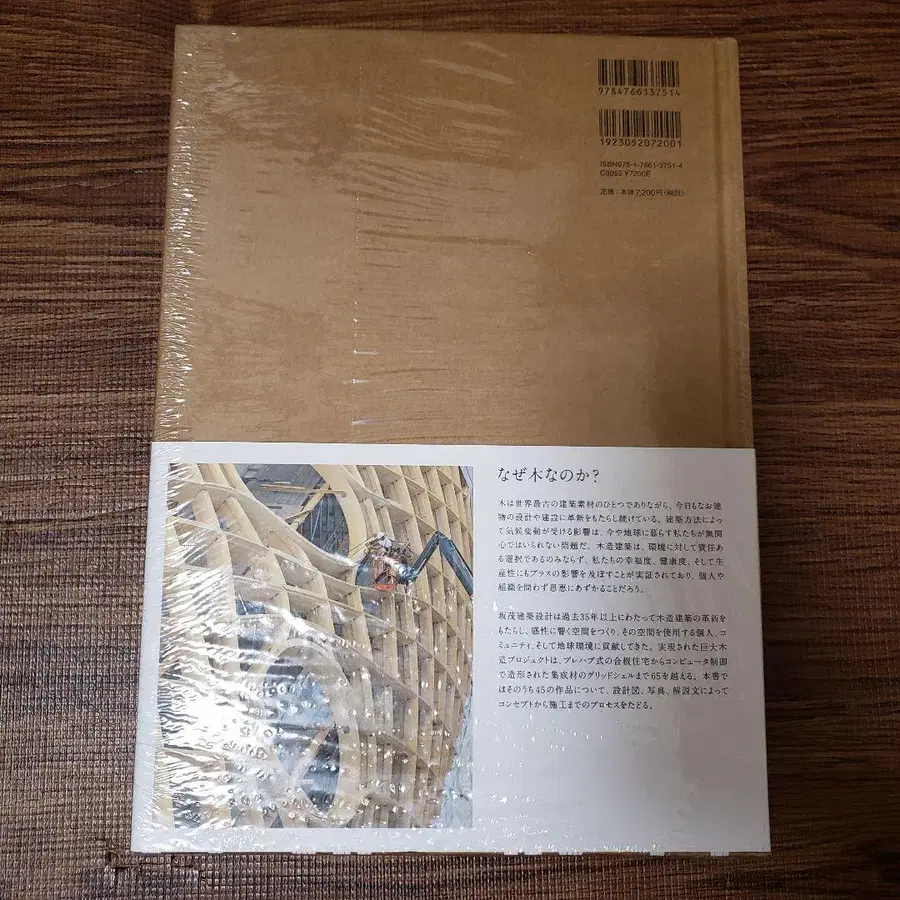 9784766137514
1923052072001
ISBN978-4-7661-3751-4
C3052 ¥7200E
定価：本体7,200円(税別)
なぜ木なのか？
木は世界最古の建築素材のひとつでありながら、今日もなお建
物の設計や建設に革新をもたらし続けている。建築方法によっ
て気候変動が受ける影響は、今や地球に暮らす私たちが無関
心ではいられない問題だ。木造建築は、環境に対して責任あ
る選択であるのみならず、私たちの幸福度、健康度、そして生
産性にもプラスの影響を及ぼすことが実証されており、個人や
組織を問わず恩恵にあずかることだろう。
坂茂建築設計は過去35年以上にわたって木造建築の革新を
もたらし、感性に響く空間をつくり、その空間を使用する個人、コ
ミュニティ、そして地球環境に貢献してきた。実現された巨大木
造プロジェクトは、プレハブ式の合板住宅からコンピュータ制御
で造形された集成材のグリッドシェルまで65を越える。本書で
はそのうち45の作品について、設計図、写真、解説文によって
コンセプトから施工までのプロセスをたどる。